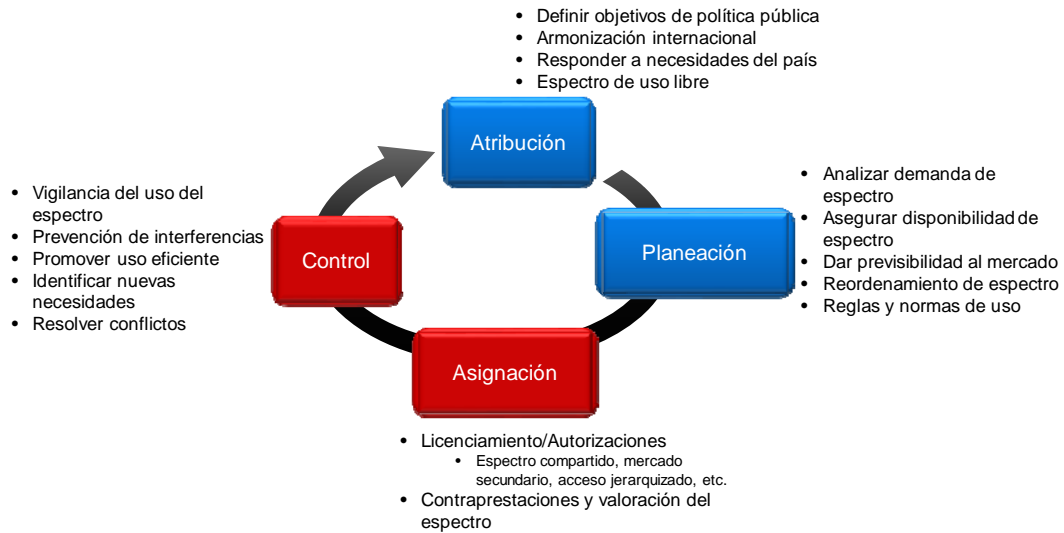 • Definir objetivos de política pública
• Armonización internacional
• Responder a necesidades del país
• Espectro de uso libre
Atribución
• Analizar demanda de
espectro
• Asegurar disponibilidad de
espectro
• Dar previsibilidad al mercado
• Reordenamiento de espectro
• Reglas y normas de uso
Planeación
• Vigilancia del uso del
espectro
• Prevención de interferencias
• Promover uso eficiente
• Identificar nuevas
necesidades
• Resolver conflictos
Control
Asignación
• Licenciamiento/Autorizaciones
• Espectro compartido, mercado
secundario, acceso jerarquizado, etc.
• Contraprestaciones y valoración del
espectro